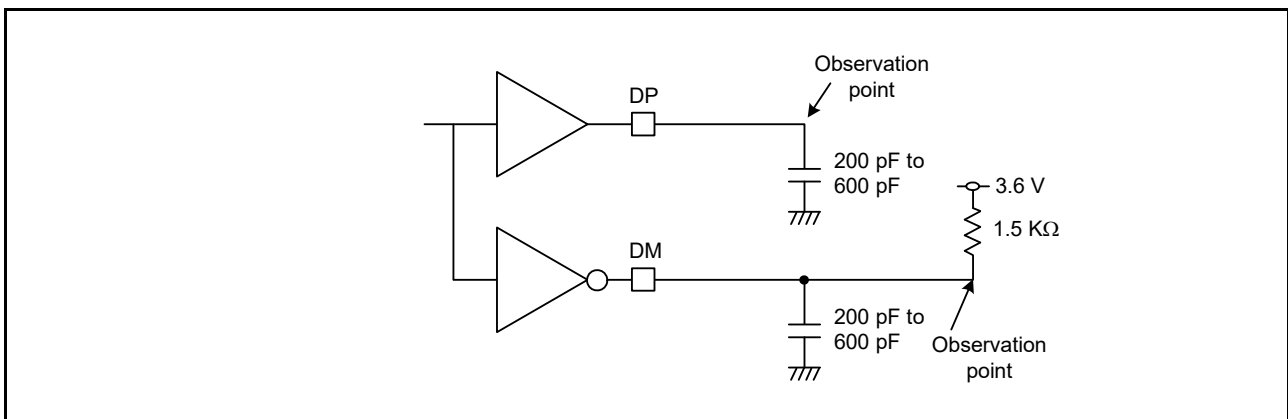 Observation
point
DP
200 pF to
600 pF
3.6 V
1.5 KΩ
DM
200 pF to
600 pF
Observation
point